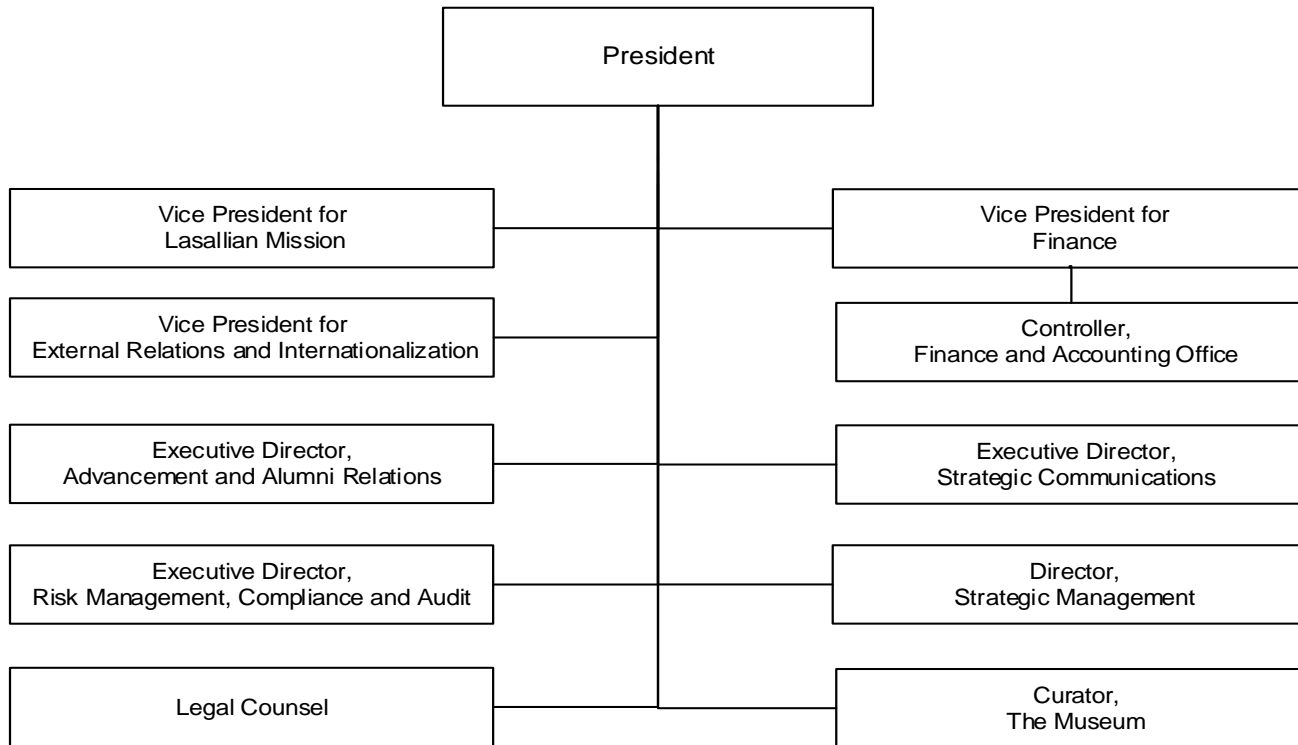 President
Vice President for
Lasallian Mission
Vice President for
Finance
Vice President for
External Relations and Internationalization
Controller,
Finance and Accounting Office
Executive Director,
Advancement and Alumni Relations
Executive Director,
Strategic Communications
Executive Director,
Risk Management, Compliance and Audit
Director,
Strategic Management
Legal Counsel
Curator,
The Museum